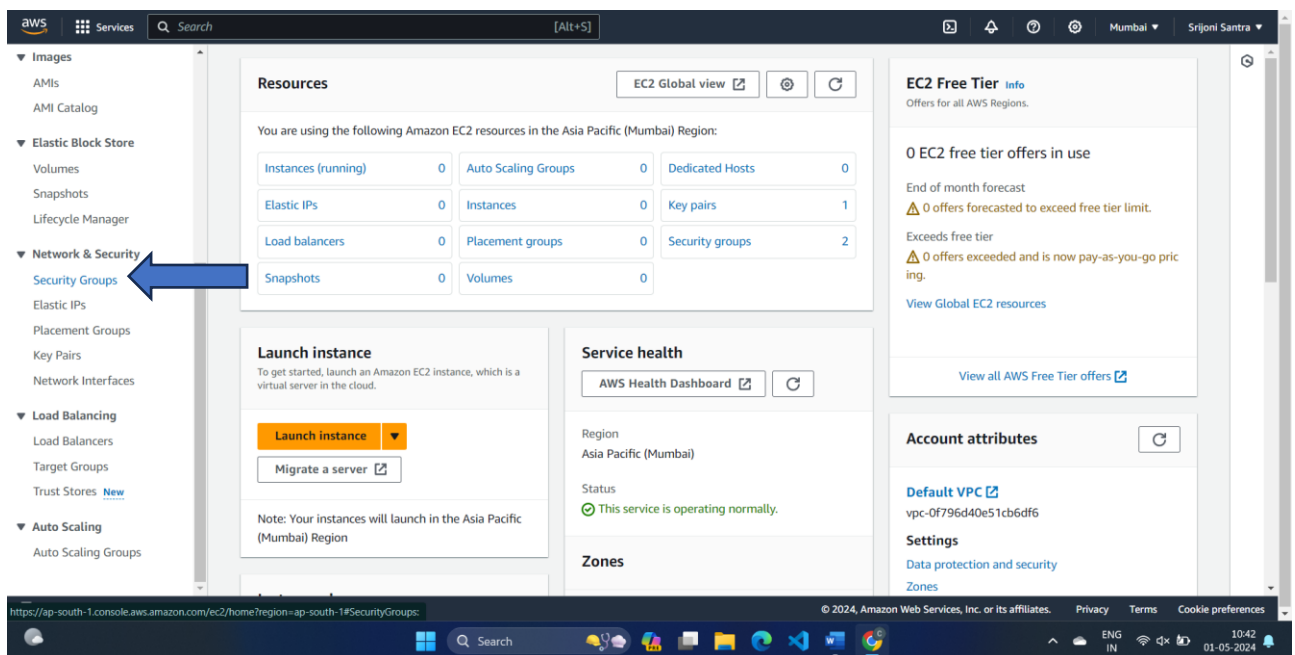 aws
Services
Search
[Alt+S]
Mumbai ▼
Srijoni Santra ▼
▼ Images
AMIs
AMI Catalog
▼ Elastic Block Store
Volumes
Snapshots
Lifecycle Manager
▼ Network & Security
Security Groups
Elastic IPs
Placement Groups
Key Pairs
Network Interfaces
▼ Load Balancing
Load Balancers
Target Groups
Trust Stores New
▼ Auto Scaling
Auto Scaling Groups
Resources
EC2 Global view
You are using the following Amazon EC2 resources in the Asia Pacific (Mumbai) Region:
Instances (running) 0
Auto Scaling Groups 0
Dedicated Hosts 0
Elastic IPs 0
Instances 0
Key pairs 1
Load balancers 0
Placement groups 0
Security groups 2
Snapshots 0
Volumes 0
Launch instance
To get started, launch an Amazon EC2 instance, which is a
virtual server in the cloud.
Launch instance ▼
Migrate a server
Note: Your instances will launch in the Asia Pacific
(Mumbai) Region
Service health
AWS Health Dashboard
Region
Asia Pacific (Mumbai)
Status
This service is operating normally.
Zones
EC2 Free Tier Info
Offers for all AWS Regions.
0 EC2 free tier offers in use
End of month forecast
0 offers forecasted to exceed free tier limit.
Exceeds free tier
0 offers exceeded and is now pay-as-you-go pric
ing.
View Global EC2 resources
View all AWS Free Tier offers
Account attributes
Default VPC
vpc-0f796d40e51cb6df6
Settings
Data protection and security
Zones
https://ap-south-1.console.aws.amazon.com/ec2/home?region=ap-south-1#SecurityGroups:
© 2024, Amazon Web Services, Inc. or its affiliates.
Privacy
Terms
Cookie preferences
Search
ENG
IN
10:42
01-05-2024